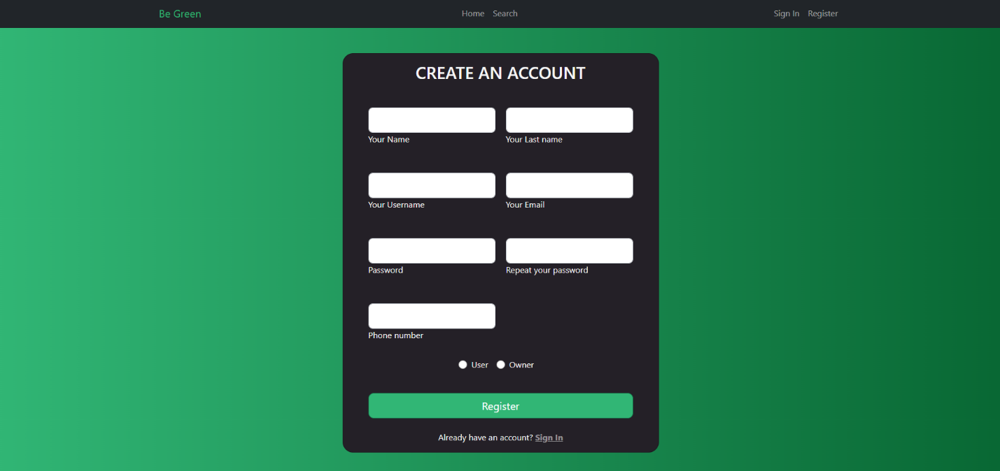 Be Green Home Search Sign In Register
CREATE AN ACCOUNT
Your Name Your Last name
Your Username Your Email
Password Repeat your password
Phone number
User Owner
Register
Already have an account? Sign In